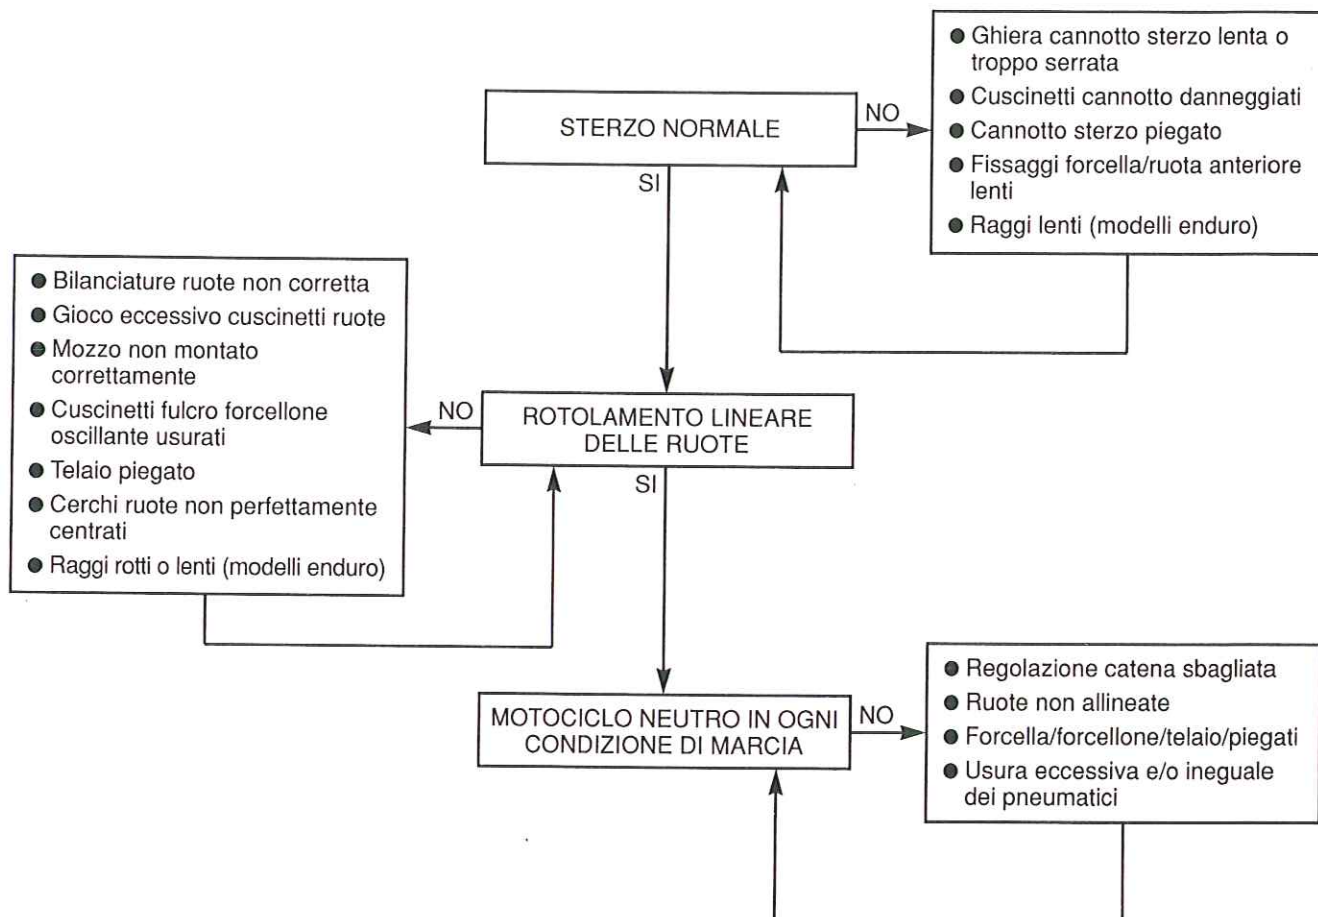 STERZO NORMALE
NO
● Ghiera cannotto sterzo lenta o
troppo serrata
● Cuscinetti cannotto danneggiati
● Cannotto sterzo piegato
● Fissaggi forcella/ruota anteriore
lenti
● Raggi lenti (modelli enduro)
SI
● Bilanciature ruote non corretta
● Gioco eccessivo cuscinetti ruote
● Mozzo non montato
correttamente
● Cuscinetti fulcro forcellone
oscillante usurati
● Telaio piegato
● Cerchi ruote non perfettamente
centrati
● Raggi rotti o lenti (modelli enduro)
NO
ROTOLAMENTO LINEARE
DELLE RUOTE
SI
MOTOCICLO NEUTRO IN OGNI
CONDIZIONE DI MARCIA
NO
● Regolazione catena sbagliata
● Ruote non allineate
● Forcella/forcellone/telaio/piegati
● Usura eccessiva e/o ineguale
dei pneumatici